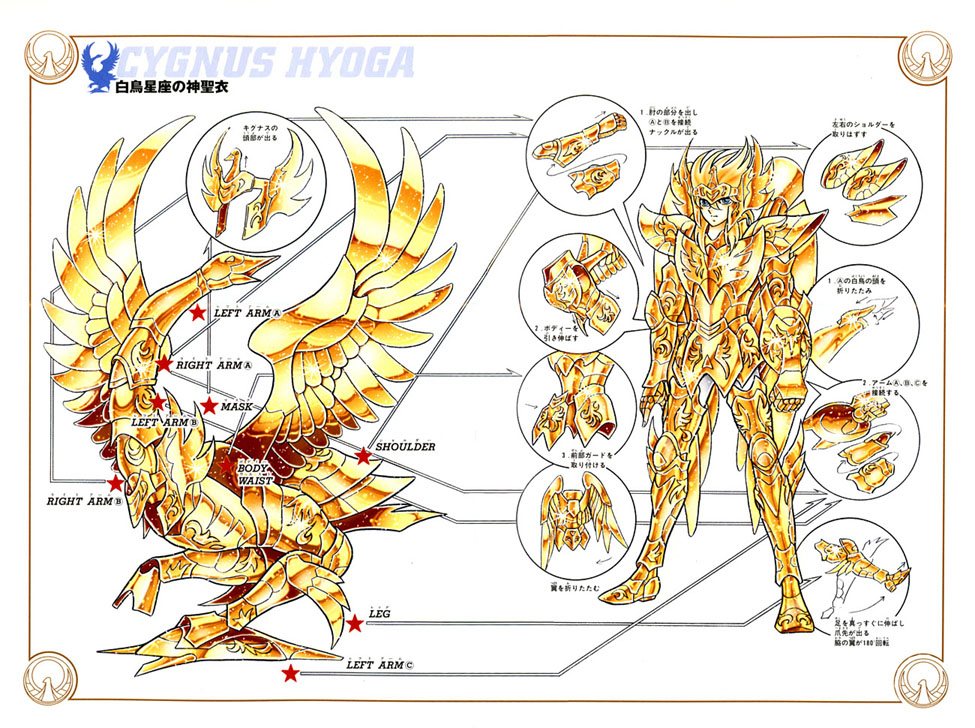 CYGNUS HYOGA
白鳥星座の神聖衣
キグナスの
頭部が出る
1.肘の部分を出し
ⒶとⒷを接続
ナックルが出る
左右のショルダーを
取りはずす
1.Ⓐの白鳥の頭を
折りたたみ
2.ボディーを
引き伸ばす
2.アームⒶ、Ⓑ、Ⓒを
接続する
3.前部ガードを
取り付ける
翼を折りたたむ
足を真っすぐに伸ばし
爪先が出る
脇の翼が180回転
LEFT ARM Ⓐ
RIGHT ARM Ⓐ
MASK
LEFT ARM Ⓑ
SHOULDER
BODY
WAIST
RIGHT ARM Ⓑ
LEG
LEFT ARM Ⓒ